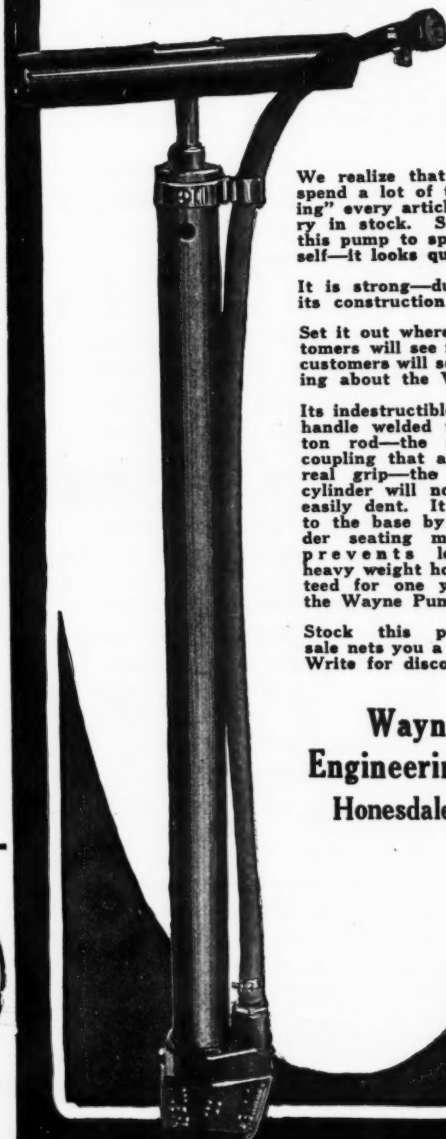 We realize that
spend a lot of
ing" every articl
ry in stock. S
this pump to sp
self—it looks qu
It is strong—du
its construction
Set it out where
tomers will see
customers will s
ing about the W
Its indestructible
handle welded
ton rod—the
coupling that a
real grip—the
cylinder will no
easily dent. It
to the base by
der seating m
prevents le
heavy weight ho
teed for one y
the Wayne Pum
Stock this p
sale nets you a
Write for disco
Wayn
Engineerin
Honesdale